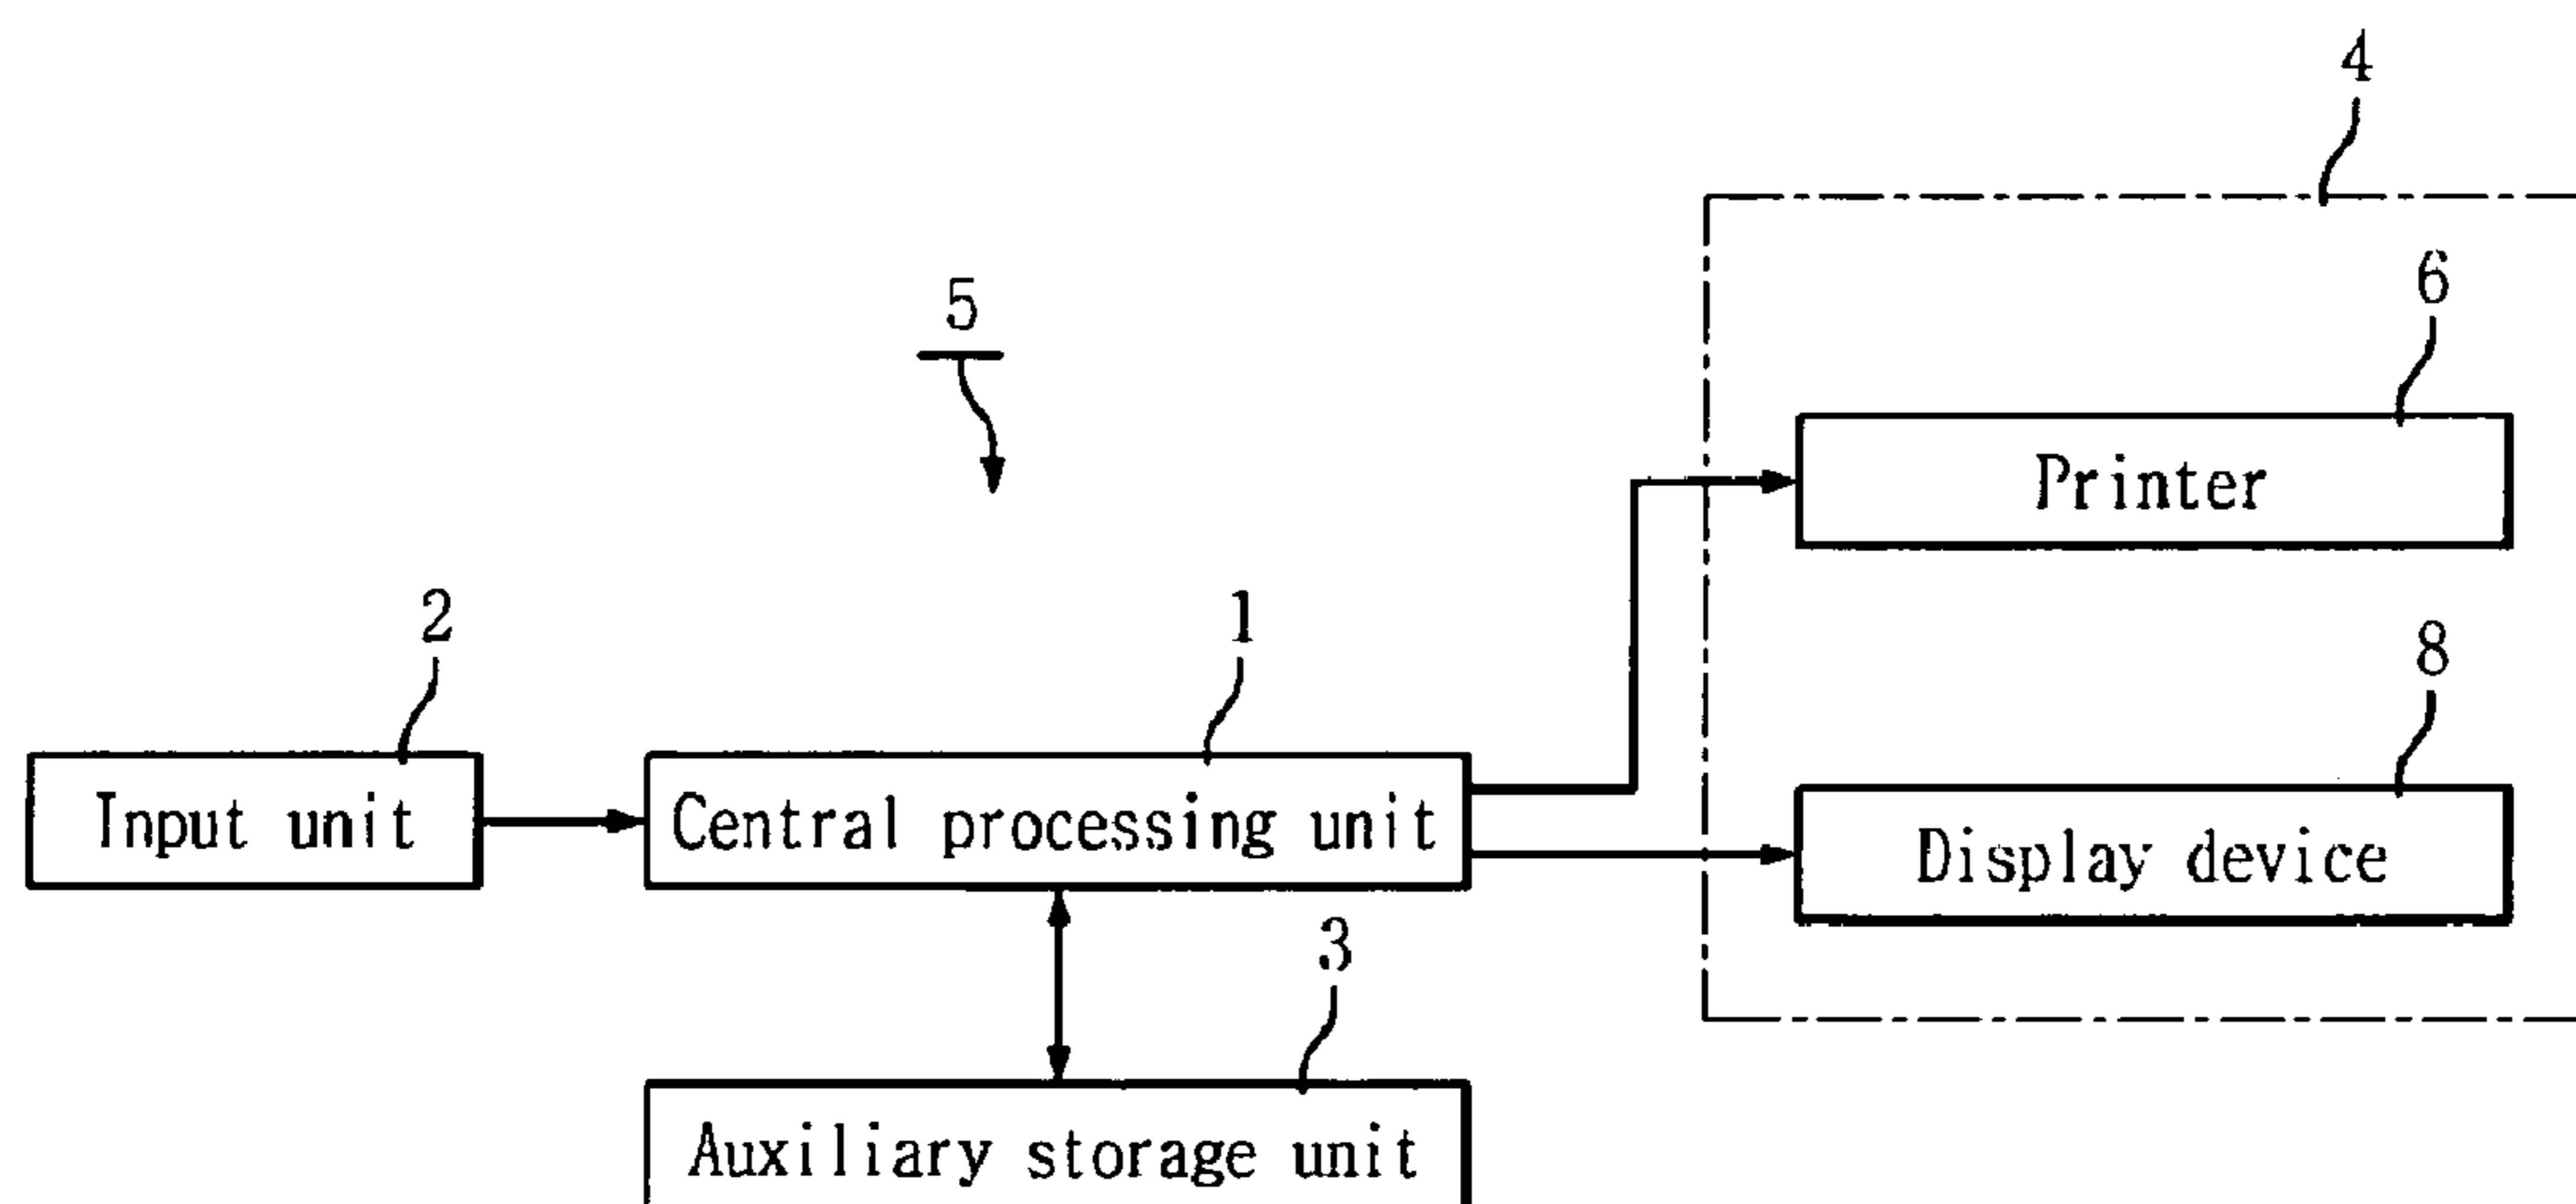 4
5
6
Printer
2
1
8
Input unit
Central processing unit
Display device
3
Auxiliary storage unit